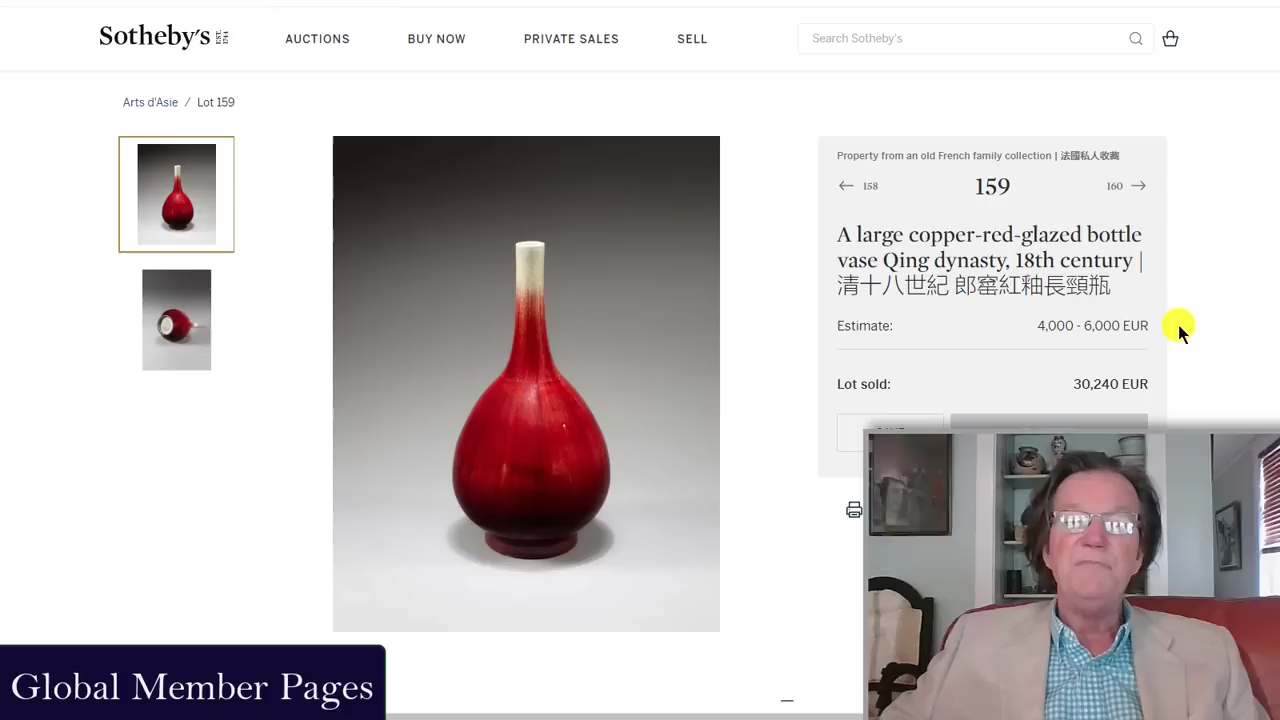 Sotheby's EST. 1744
AUCTIONS
BUY NOW
PRIVATE SALES
SELL
Search Sotheby's
Arts d'Asie / Lot 159
Property from an old French family collection | 法國私人收藏
158
159
160
A large copper-red-glazed bottle
vase Qing dynasty, 18th century |
清十八世紀 郎窰紅釉長頸瓶
Estimate:
4,000 - 6,000 EUR
Lot sold:
30,240 EUR
Global Member Pages